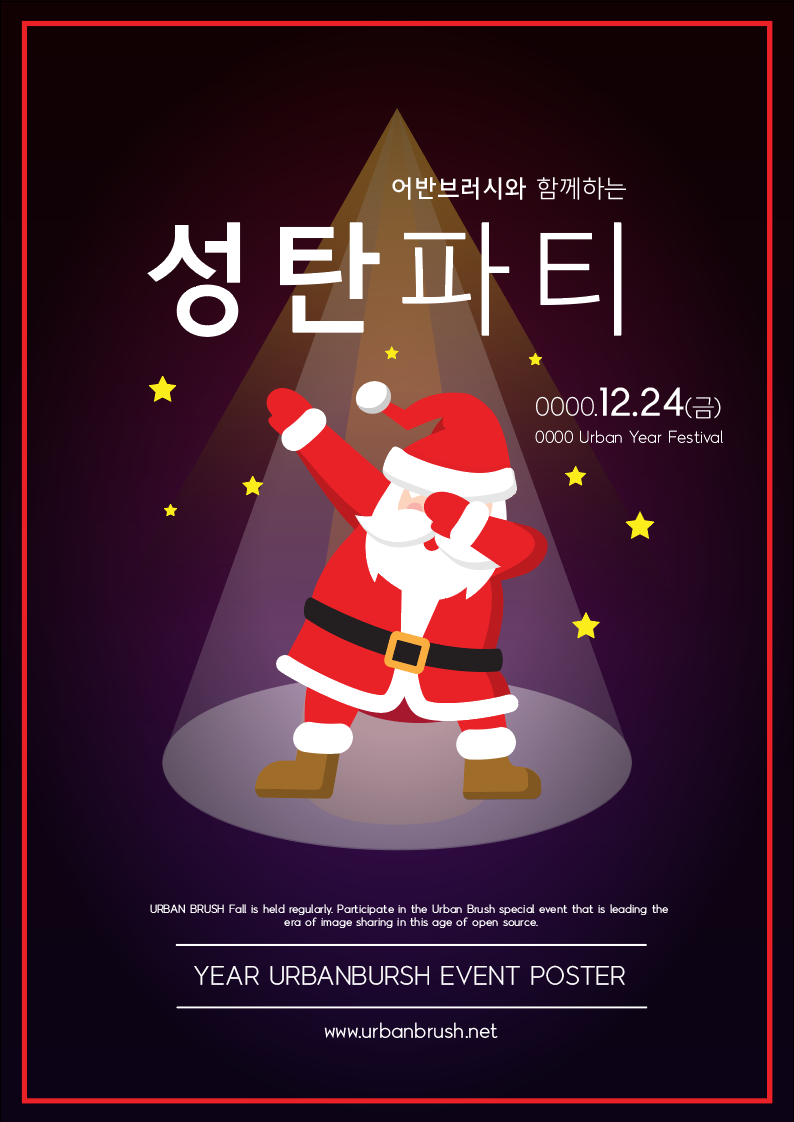 어반브러시와 함께하는
성탄파티
0000.12.24(금)
0000 Urban Year Festival
URBAN BRUSH Fall is held regularly. Participate in the Urban Brush special event that is leading the
era of image sharing in this age of open source.
YEAR URBANBURSH EVENT POSTER
www.urbanbrush.net